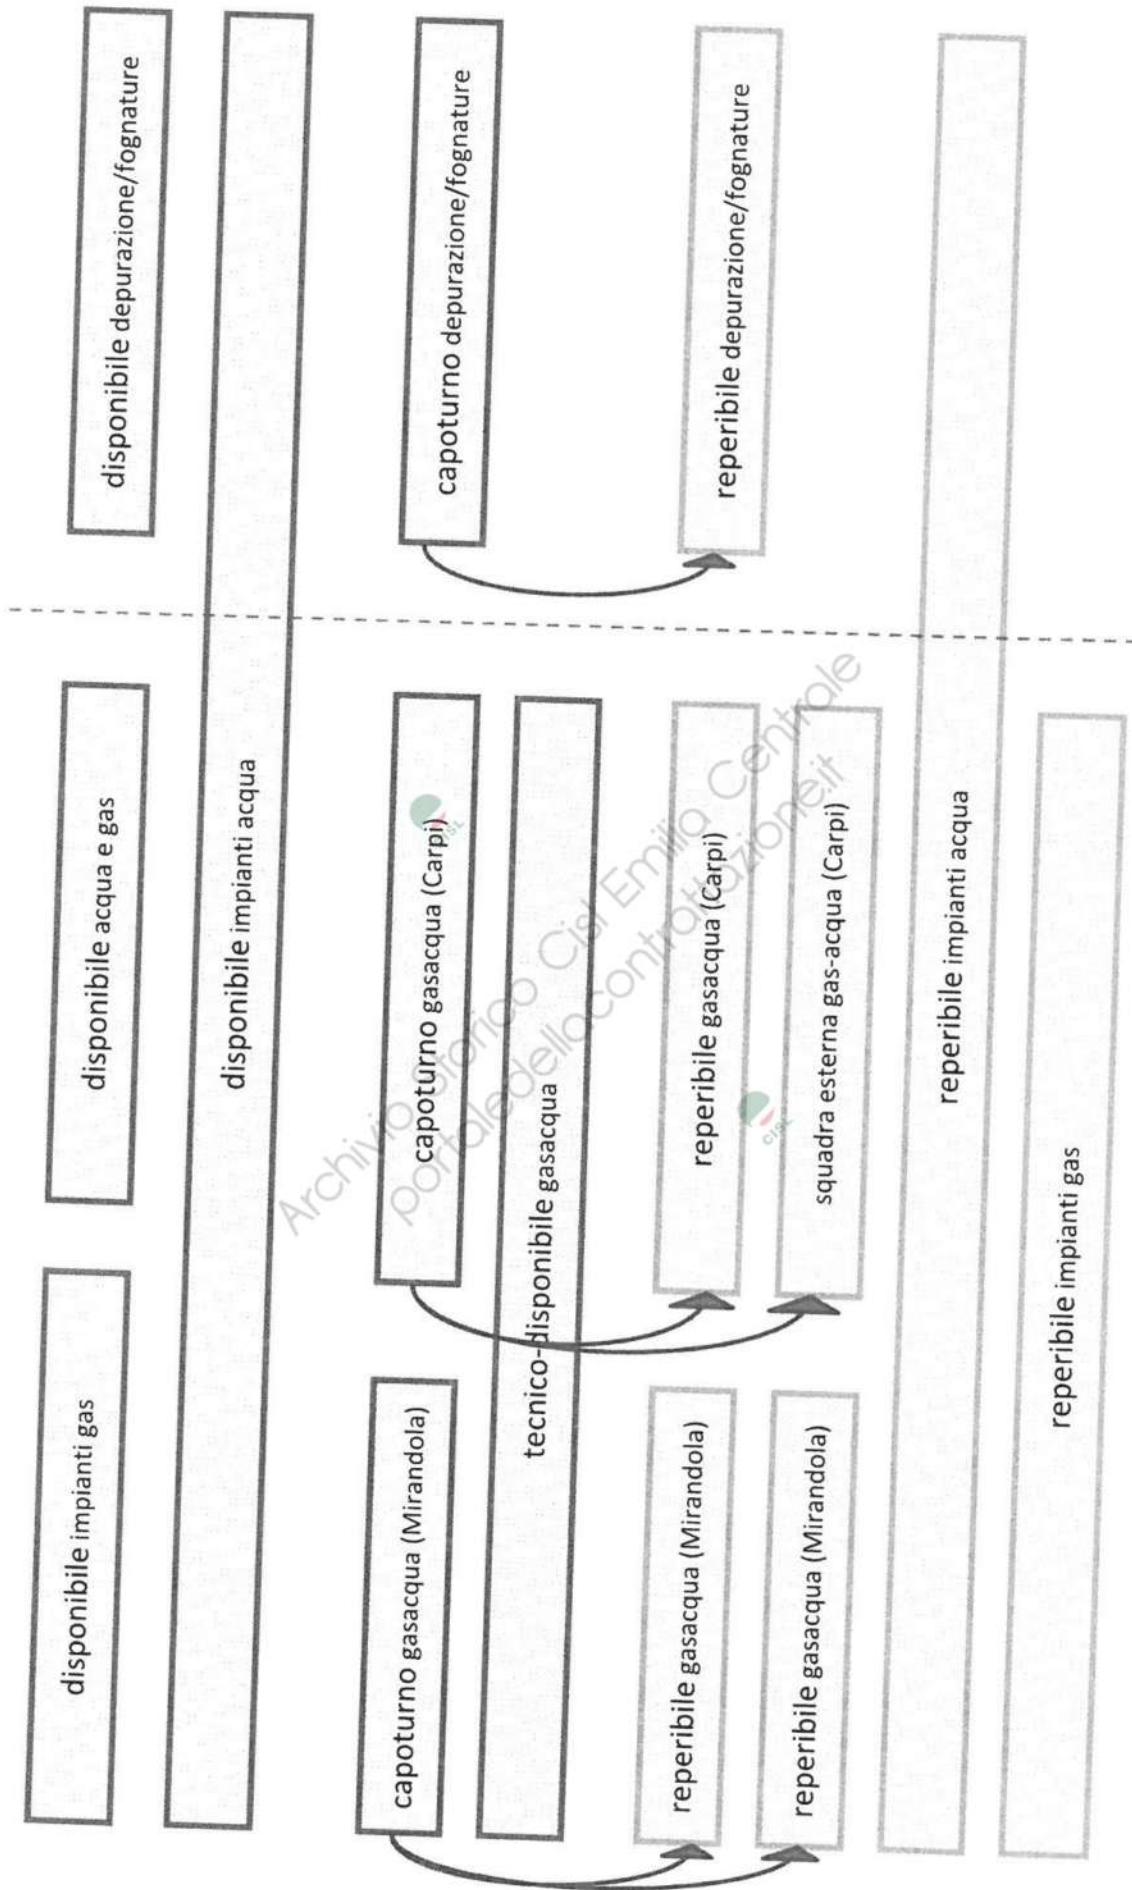 disponibile impianti gas
disponibile acqua e gas
disponibile depurazione/fognature
disponibile impianti acqua
capoturno gasacqua (Mirandola)
capoturno gasacqua (Carpi)
capoturno depurazione/fognature
tecnico-disponibile gasacqua
reperibile gasacqua (Mirandola)
reperibile gasacqua (Carpi)
reperibile depurazione/fognature
reperibile gasacqua (Mirandola)
squadra esterna gas-acqua (Carpi)
reperibile impianti acqua
reperibile impianti gas
Archivio Storico Cisl Emilia Centrale
portaledellacontrattazione.it
CISL
CISL